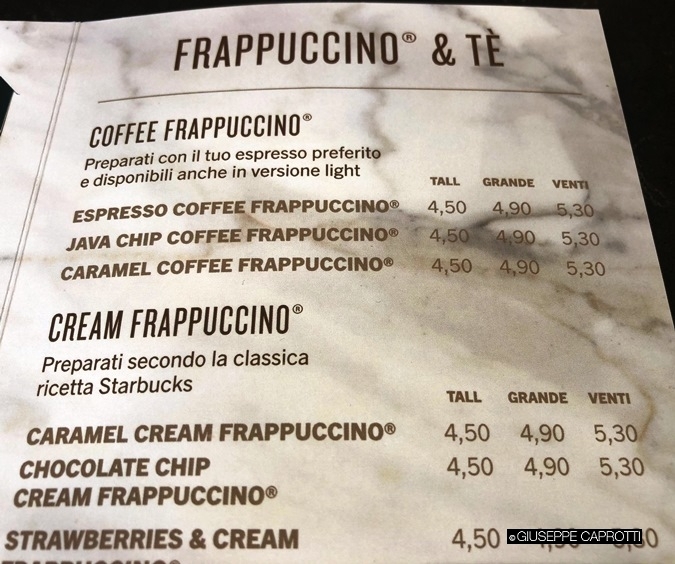 FRAPPUCCINO® & TÈ
COFFEE FRAPPUCCINO®
Preparati con il tuo espresso preferito
e disponibili anche in versione light
TALL GRANDE VENTI
ESPRESSO COFFEE FRAPPUCCINO® 4,50 4,90 5,30
JAVA CHIP COFFEE FRAPPUCCINO® 4,50 4,90 5,30
CARAMEL COFFEE FRAPPUCCINO® 4,50 4,90 5,30
CREAM FRAPPUCCINO®
Preparati secondo la classica
ricetta Starbucks
TALL GRANDE VENTI
CARAMEL CREAM FRAPPUCCINO® 4,50 4,90 5,30
CHOCOLATE CHIP 4,50 4,90 5,30
CREAM FRAPPUCCINO®
STRAWBERRIES & CREAM 4,50
©GIUSEPPE CAPROTTI